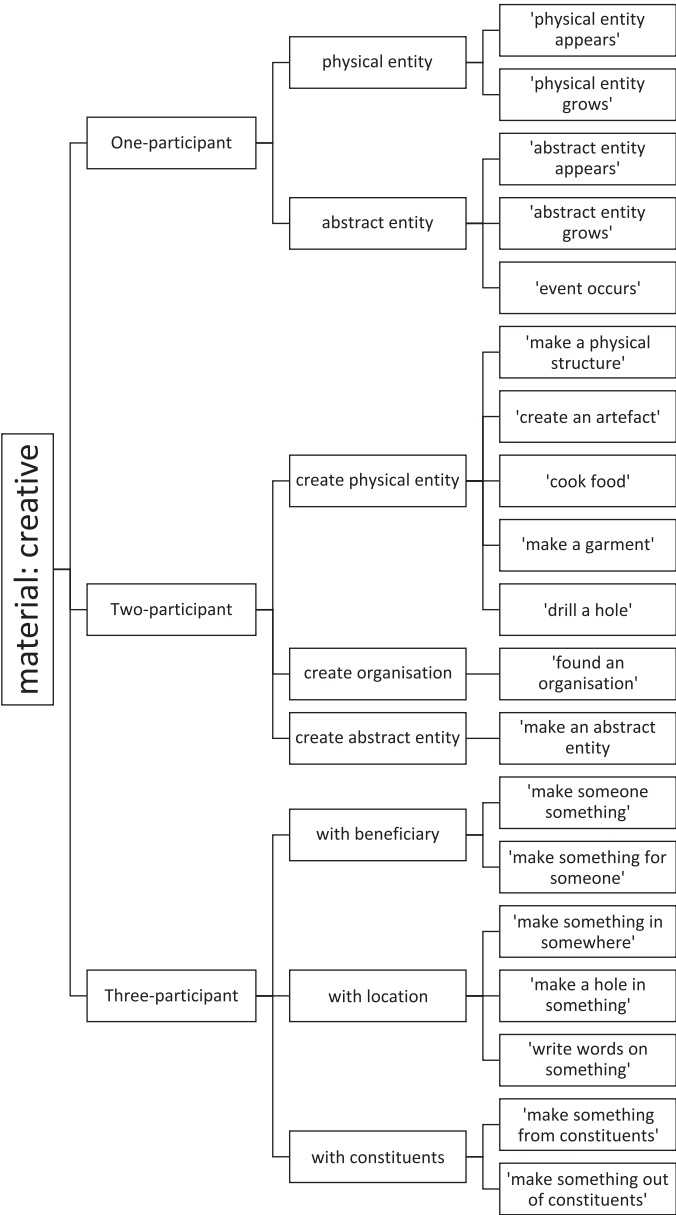 material: creative
One-participant
physical entity
'physical entity
appears'
'physical entity
grows'
abstract entity
'abstract entity
appears'
'abstract entity
grows'
'event occurs'
Two-participant
create physical entity
'make a physical
structure'
'create an artefact'
'cook food'
'make a garment'
'drill a hole'
create organisation
'found an
organisation'
create abstract entity
'make an abstract
entity
Three-participant
with beneficiary
'make someone
something'
'make something for
someone'
with location
'make something in
somewhere'
'make a hole in
something'
'write words on
something'
with constituents
'make something
from constituents'
'make something out
of constituents'